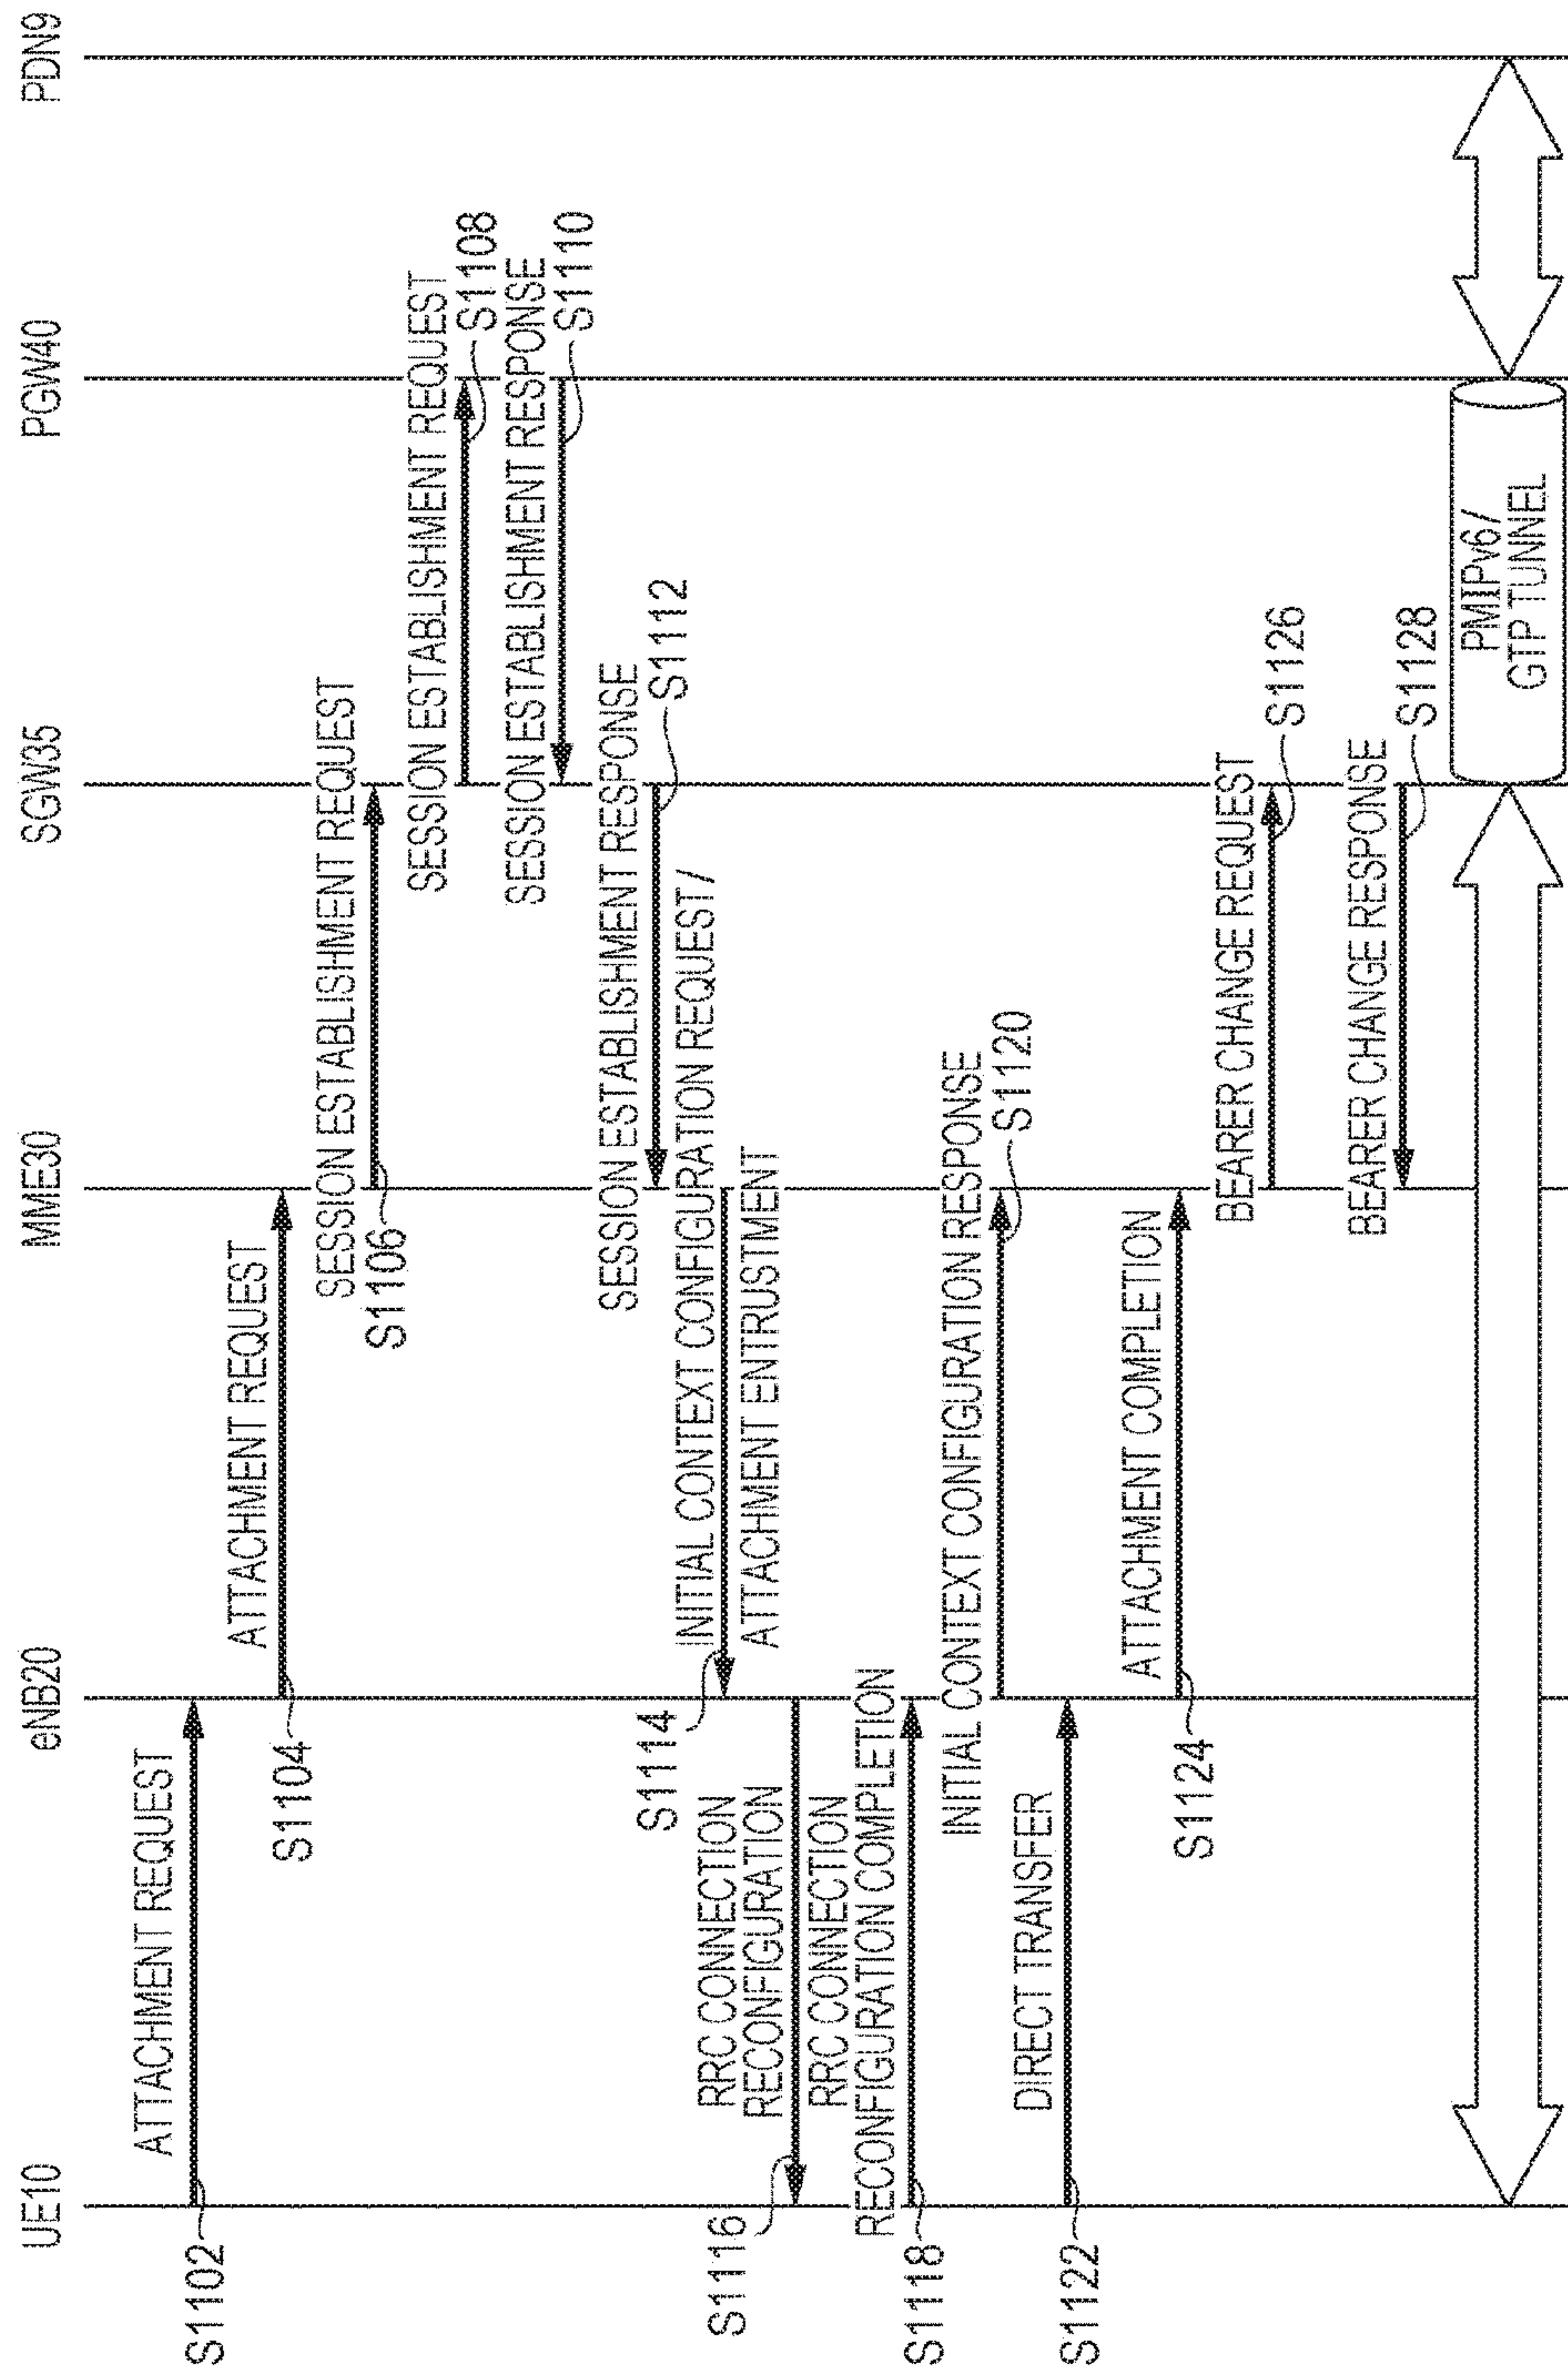 UE10
eNB20
MME30
SGW35
PGW40
PDN9
ATTACHMENT REQUEST
S1102
ATTACHMENT REQUEST
S1104
SESSION ESTABLISHMENT REQUEST
S1106
SESSION ESTABLISHMENT REQUEST
S1108
SESSION ESTABLISHMENT RESPONSE
S1110
SESSION ESTABLISHMENT RESPONSE
S1112
INITIAL CONTEXT CONFIGURATION REQUEST/
ATTACHMENT ENTRUSTMENT
S1114
RRC CONNECTION
RECONFIGURATION
S1116
RRC CONNECTION
RECONFIGURATION COMPLETION
S1118
INITIAL CONTEXT CONFIGURATION RESPONSE
S1120
DIRECT TRANSFER
S1122
ATTACHMENT COMPLETION
S1124
BEARER CHANGE REQUEST
S1126
BEARER CHANGE RESPONSE
S1128
PMIPv6/
GTP TUNNEL